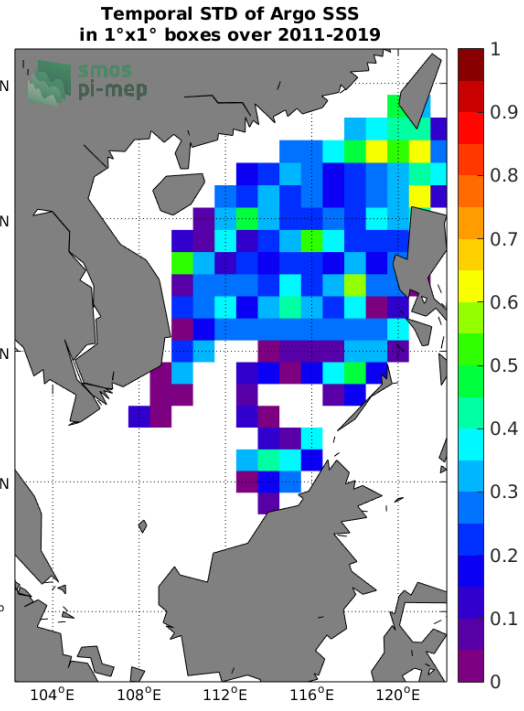 Temporal STD of Argo SSS
in 1°x1° boxes over 2011-2019
smos
pi-mep
N
N
N
N
°
104°E 108°E 112°E 116°E 120°E
1
0.9
0.8
0.7
0.6
0.5
0.4
0.3
0.2
0.1
0